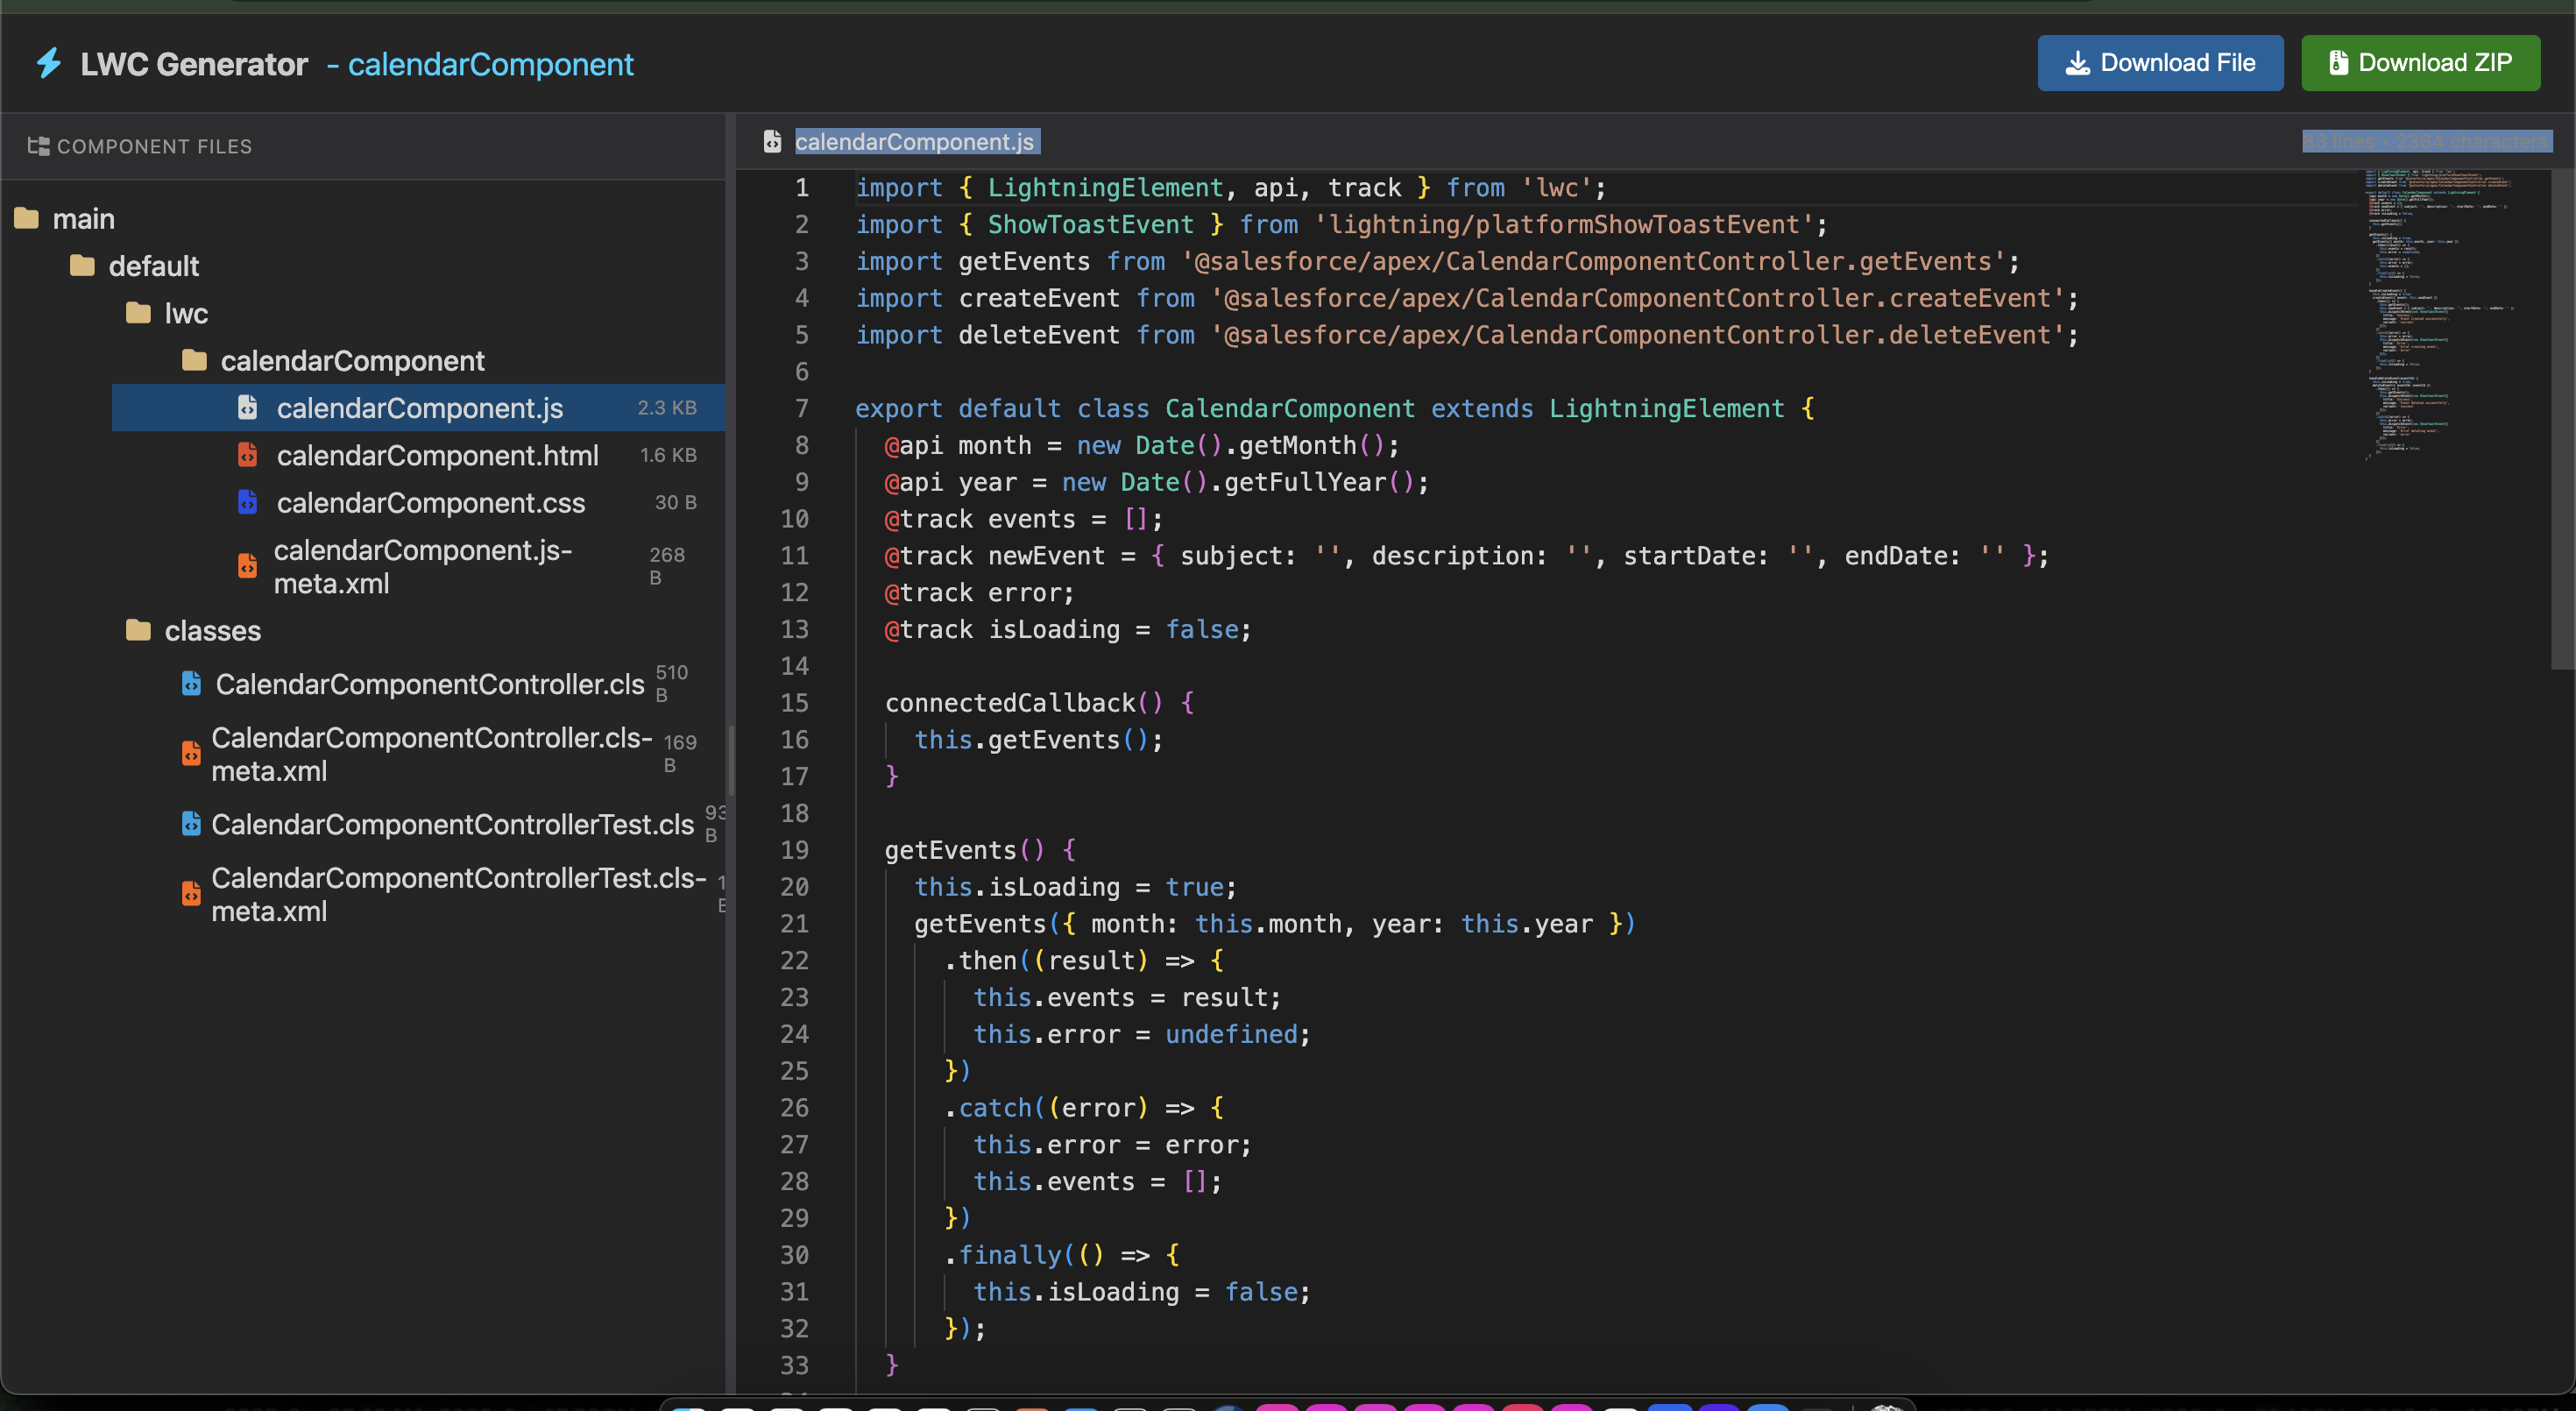 LWC Generator - calendarComponent
Download File
Download ZIP
COMPONENT FILES
main
default
lwc
calendarComponent
calendarComponent.js 2.3 KB
calendarComponent.html 1.6 KB
calendarComponent.css 30 B
calendarComponent.js-
meta.xml
268
B
classes
CalendarComponentController.cls
510
B
CalendarComponentController.cls-
meta.xml
169
B
CalendarComponentControllerTest.cls
B
CalendarComponentControllerTest.cls-
meta.xml
calendarComponent.js
83 lines • 2364 characters
1 import { LightningElement, api, track } from 'lwc';
2 import { ShowToastEvent } from 'lightning/platformShowToastEvent';
3 import getEvents from '@salesforce/apex/CalendarComponentController.getEvents';
4 import createEvent from '@salesforce/apex/CalendarComponentController.createEvent';
5 import deleteEvent from '@salesforce/apex/CalendarComponentController.deleteEvent';
6
7 export default class CalendarComponent extends LightningElement {
8 @api month = new Date().getMonth();
9 @api year = new Date().getFullYear();
10 @track events = [];
11 @track newEvent = { subject: '', description: '', startDate: '', endDate: '' };
12 @track error;
13 @track isLoading = false;
14
15 connectedCallback() {
16 this.getEvents();
17 }
18
19 getEvents() {
20 this.isLoading = true;
21 getEvents({ month: this.month, year: this.year })
22 .then((result) => {
23 this.events = result;
24 this.error = undefined;
25 })
26 .catch((error) => {
27 this.error = error;
28 this.events = [];
29 })
30 .finally(() => {
31 this.isLoading = false;
32 });
33 }